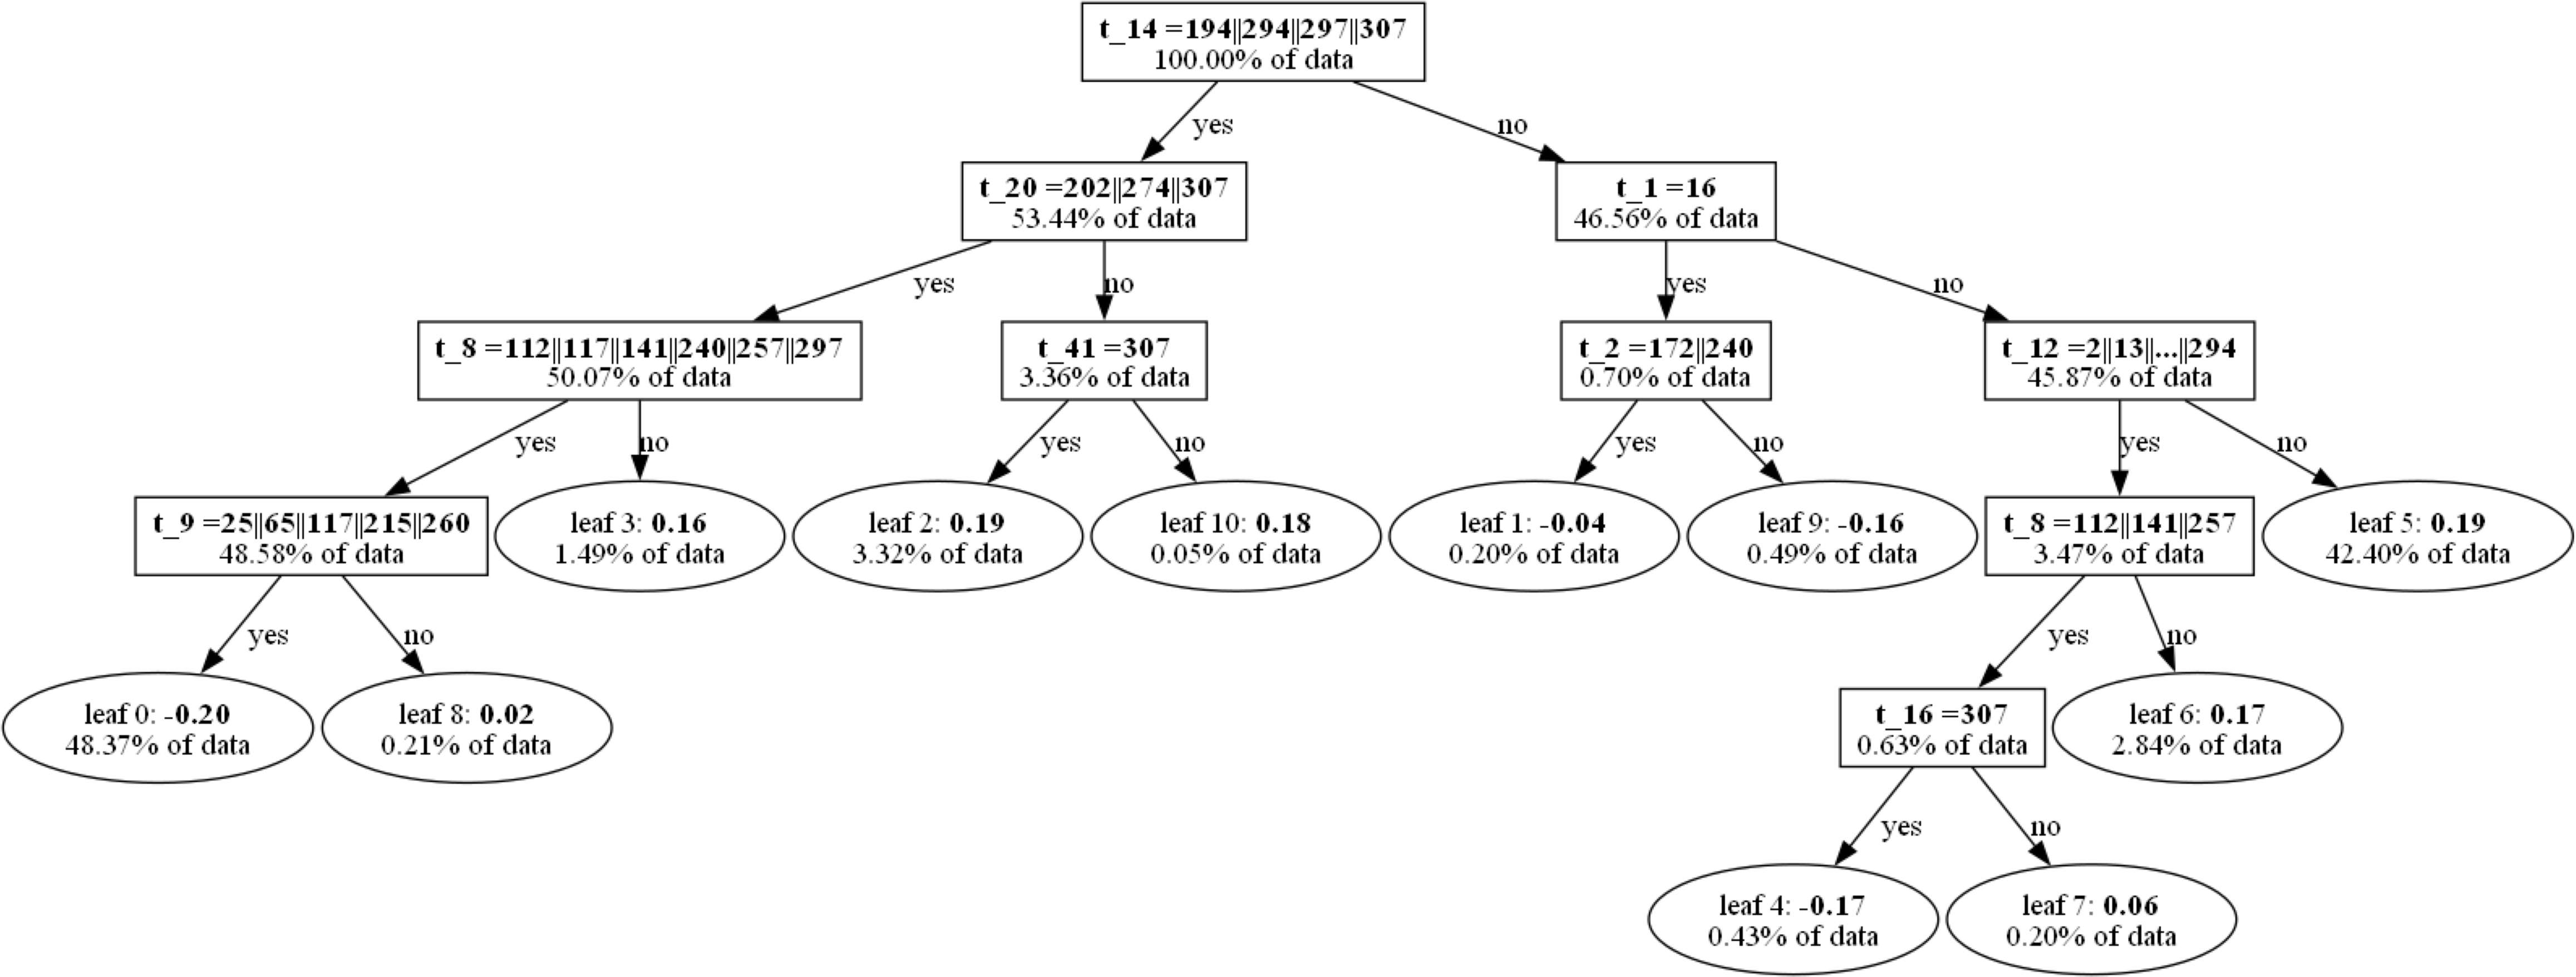 t_14 =194||294||297||307
100.00% of data
yes
no
t_20 =202||274||307
53.44% of data
t_1 =16
46.56% of data
yes
no
yes
no
t_8 =112||117||141||240||257||297
50.07% of data
t_41 =307
3.36% of data
t_2 =172||240
0.70% of data
t_12 =2||13||...||294
45.87% of data
yes
no
yes
no
yes
no
yes
no
t_9 =25||65||117||215||260
48.58% of data
leaf 3: 0.16
1.49% of data
leaf 2: 0.19
3.32% of data
leaf 10: 0.18
0.05% of data
leaf 1: -0.04
0.20% of data
leaf 9: -0.16
0.49% of data
t_8 =112||141||257
3.47% of data
leaf 5: 0.19
42.40% of data
yes
no
yes
no
leaf 0: -0.20
48.37% of data
leaf 8: 0.02
0.21% of data
t_16 =307
0.63% of data
leaf 6: 0.17
2.84% of data
yes
no
leaf 4: -0.17
0.43% of data
leaf 7: 0.06
0.20% of data